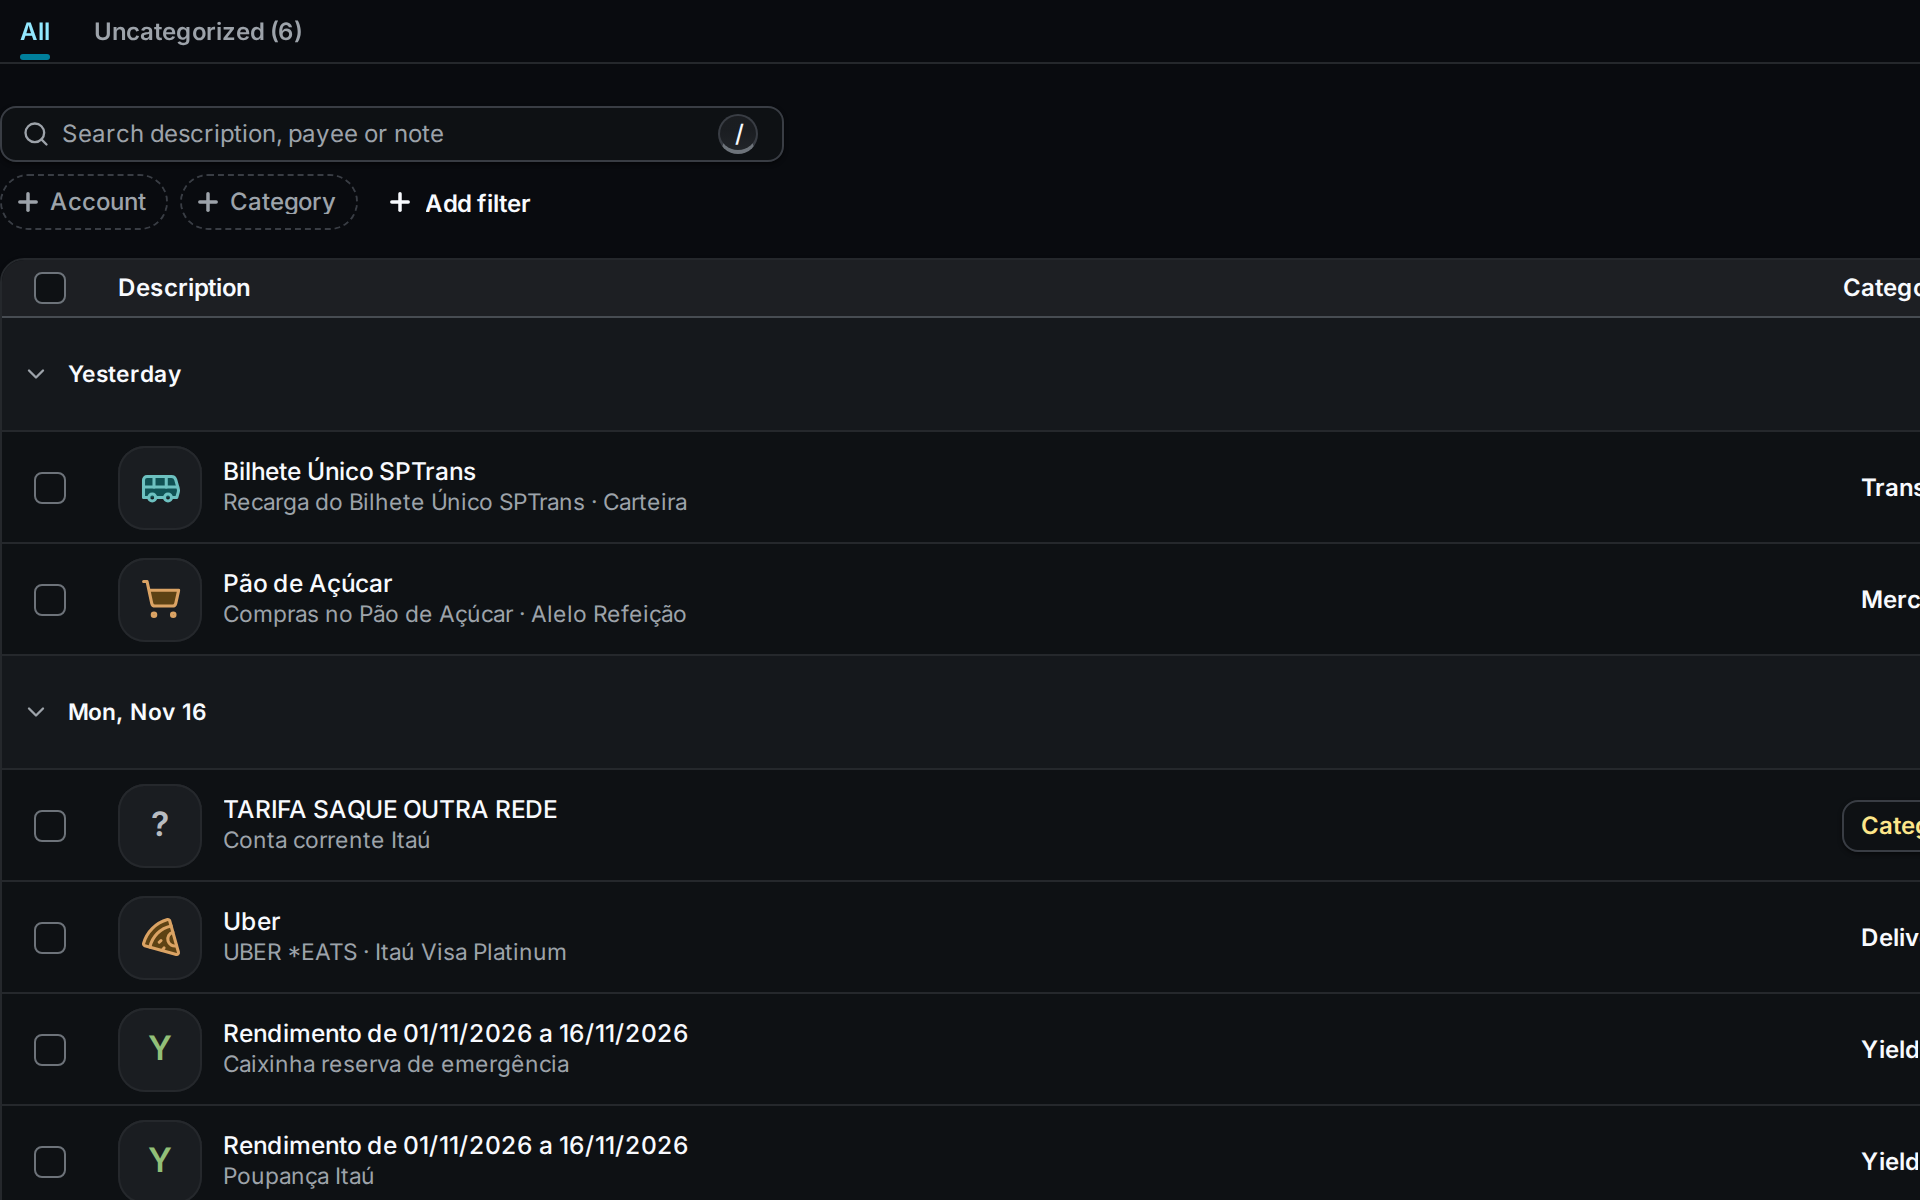 All Uncategorized (6)
Search description, payee or note /
+ Account + Category + Add filter
Description Catego
Yesterday
Bilhete Único SPTrans
Recarga do Bilhete Único SPTrans · Carteira
Trans
Pão de Açúcar
Compras no Pão de Açúcar · Alelo Refeição
Merc
Mon, Nov 16
?
TARIFA SAQUE OUTRA REDE
Conta corrente Itaú
Categ
Uber
UBER *EATS · Itaú Visa Platinum
Deliv
Y
Rendimento de 01/11/2026 a 16/11/2026
Caixinha reserva de emergência
Yield
Y
Rendimento de 01/11/2026 a 16/11/2026
Poupança Itaú
Yield